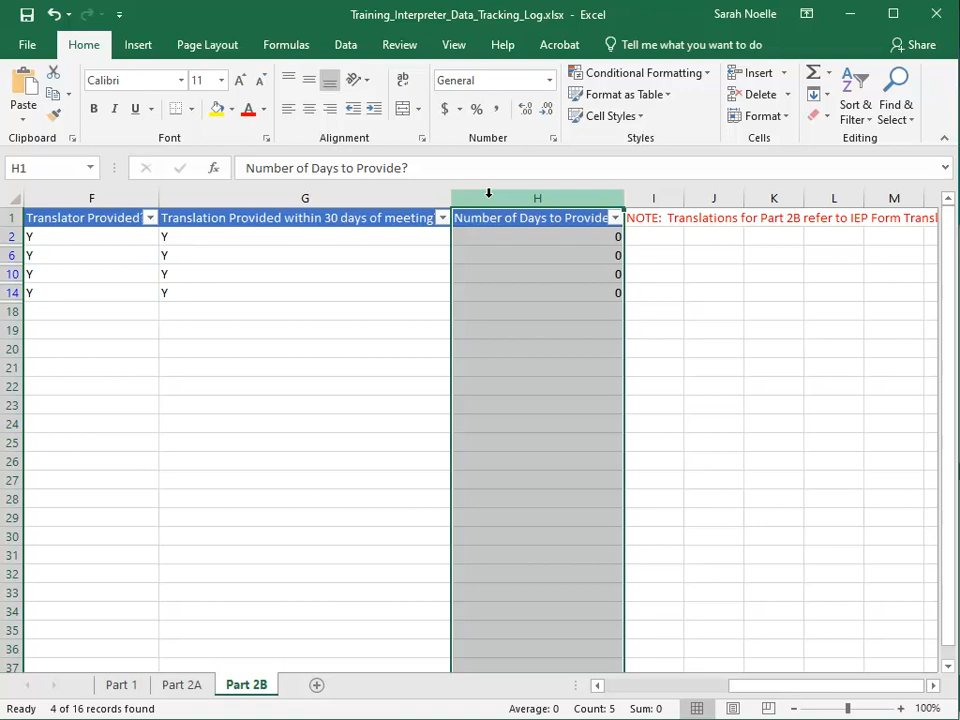 Training_Interpreter_Data_Tracking_Log.xlsx - Excel
Sarah Noelle
File Home Insert Page Layout Formulas Data Review View Help Acrobat Tell me what you want to do Share
Paste
Calibri 11
B I U A
ab
General
$ % ,
Conditional Formatting
Format as Table
Cell Styles
Insert
Delete
Format
Sort & Filter
Find & Select
Clipboard Font Alignment Number Styles Cells Editing
H1 fx Number of Days to Provide?
F G H I J K L M
1 Translator Provided? Translation Provided within 30 days of meeting Number of Days to Provide NOTE: Translations for Part 2B refer to IEP Form Transl
2 Y Y 0
6 Y Y 0
10 Y Y 0
14 Y Y 0
18
19
20
21
22
23
24
25
26
27
28
29
30
31
32
33
34
35
36
37
Part 1 Part 2A Part 2B
Ready 4 of 16 records found Average: 0 Count: 5 Sum: 0 100%